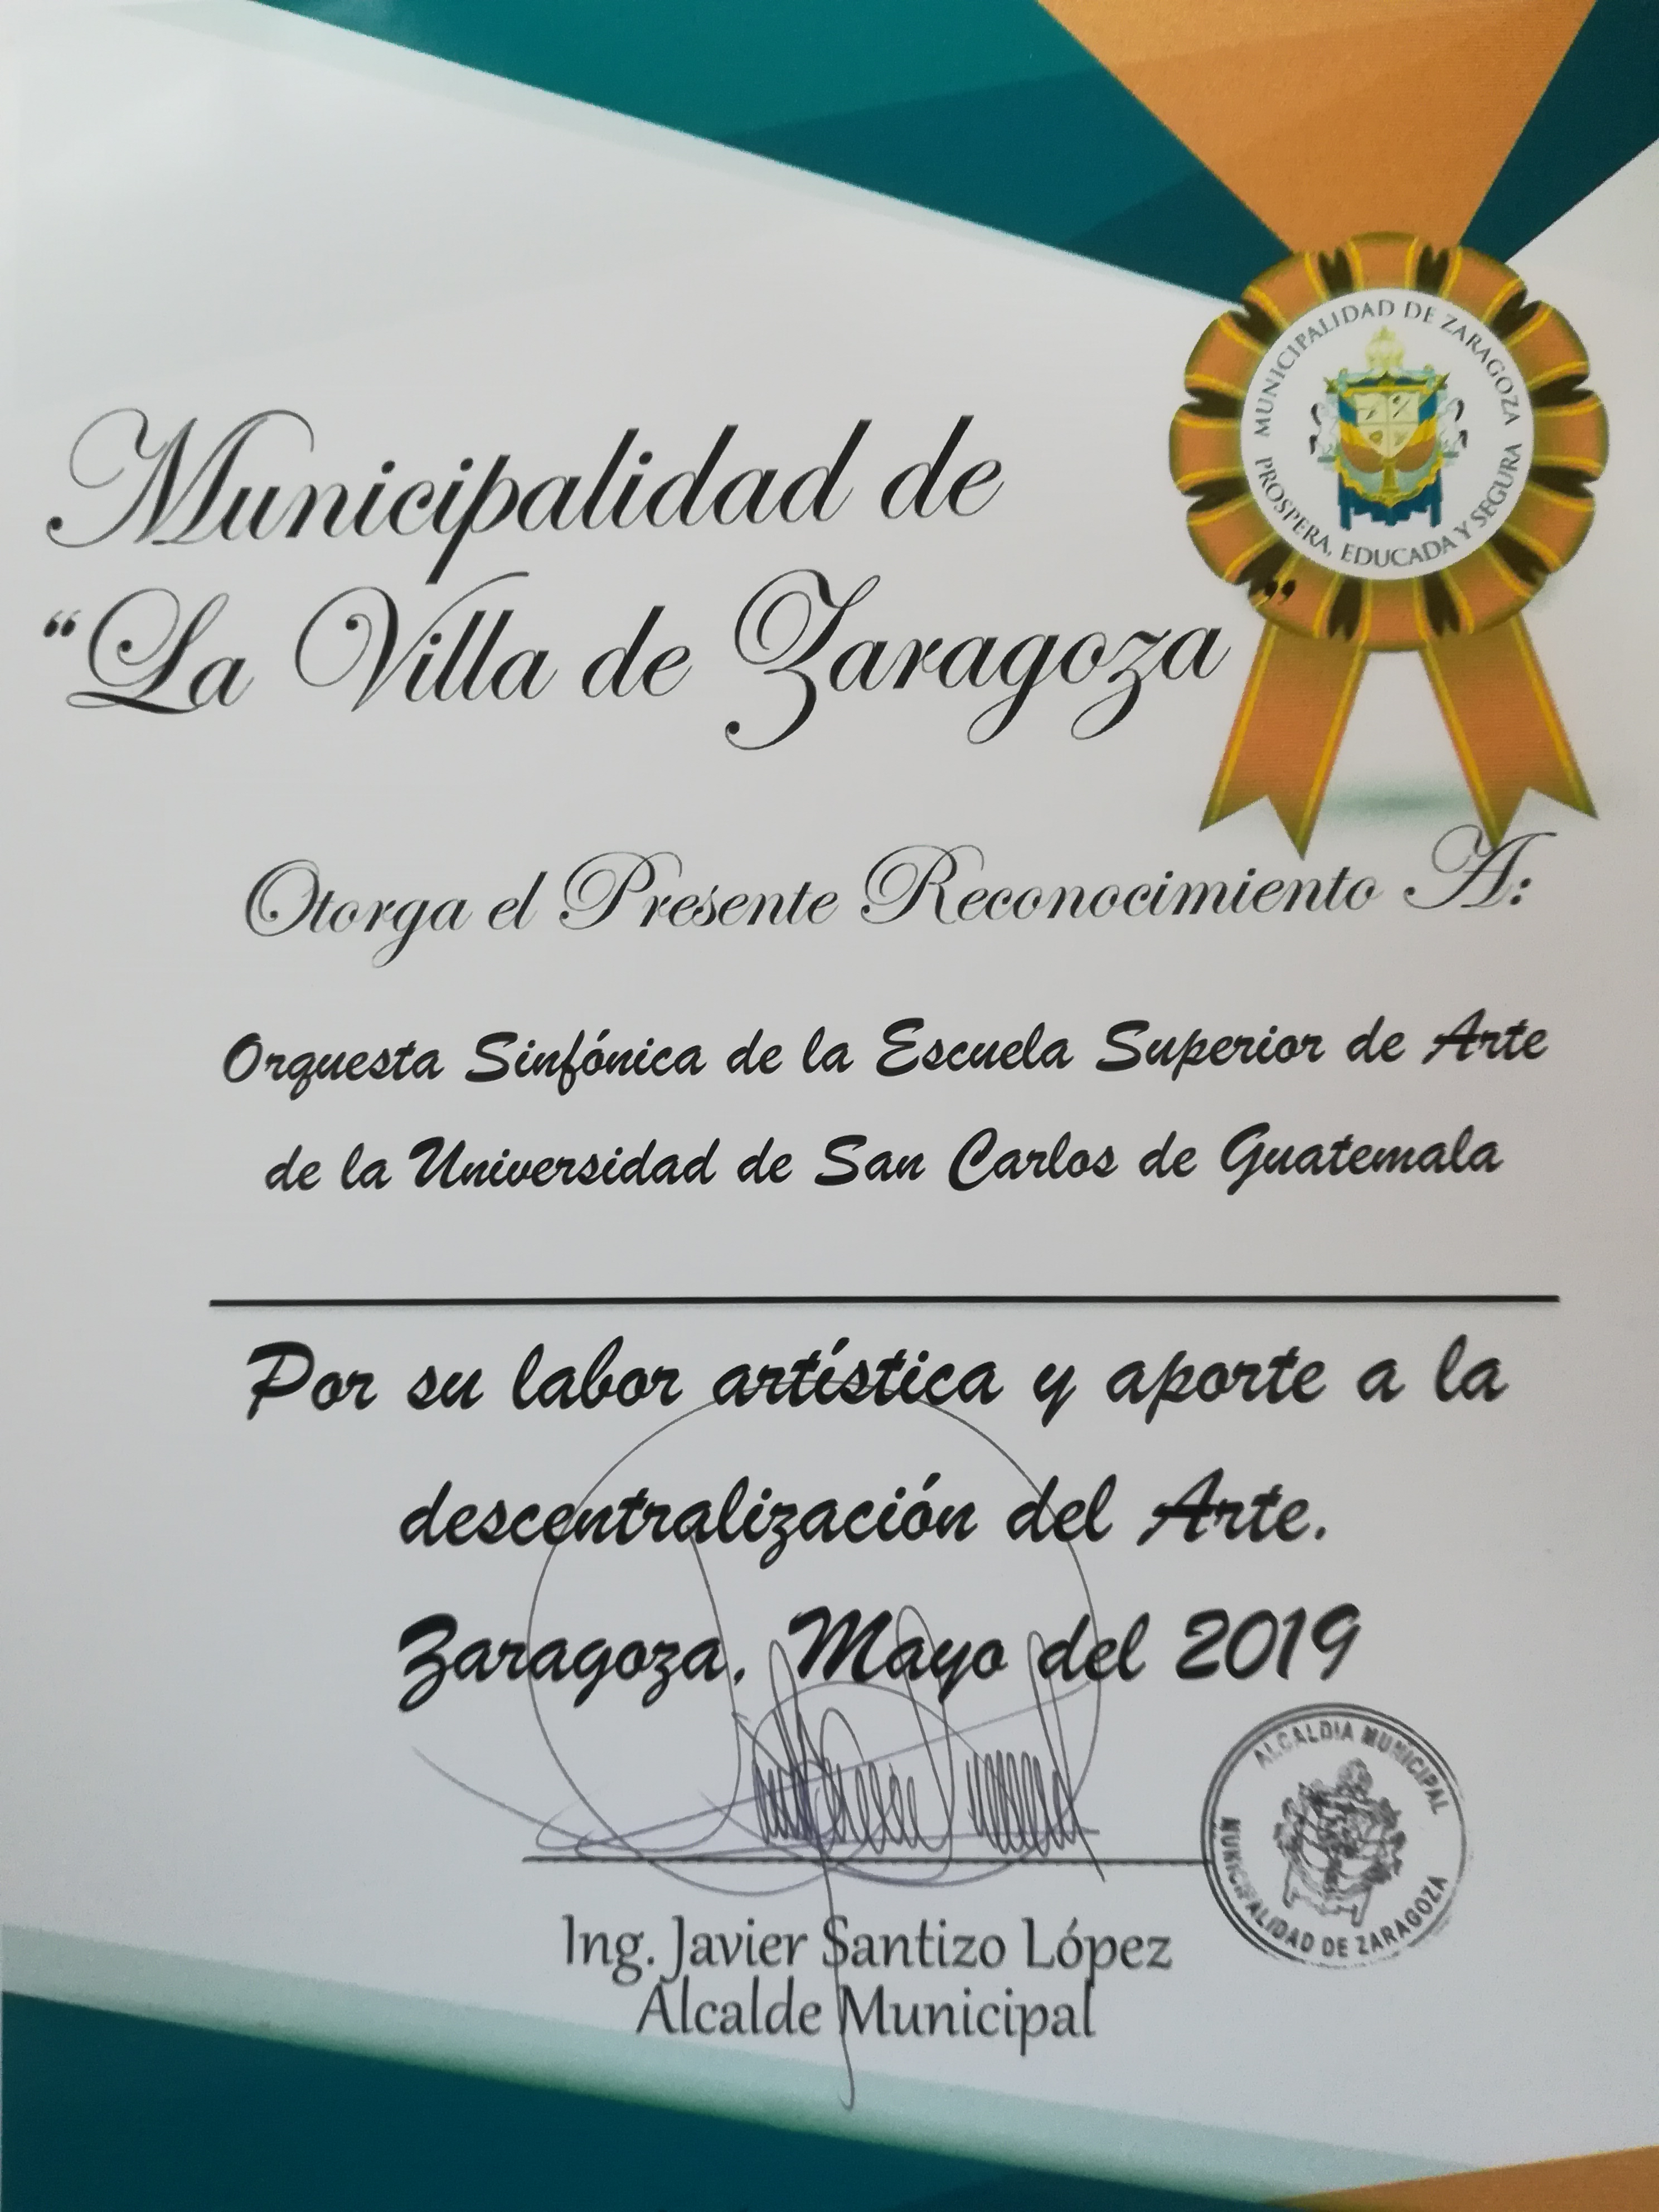 MUNICIPALIDAD DE ZARAGOZA
PROSPERA, EDUCADA Y SEGURA
Municipalidad de
“La Villa de Zaragoza”
Otorga el Presente Reconocimiento A:
Orquesta Sinfónica de la Escuela Superior de Arte
de la Universidad de San Carlos de Guatemala
Por su labor artística y aporte a la
descentralización del Arte.
Zaragoza, Mayo del 2019
ALCALDIA MUNICIPAL
MUNICIPALIDAD DE ZARAGOZA
Ing. Javier Santizo López
Alcalde Municipal